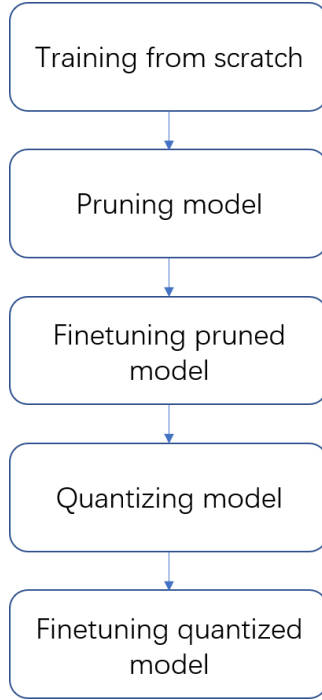 Training from scratch
Pruning model
Finetuning pruned
model
Quantizing model
Finetuning quantized
model